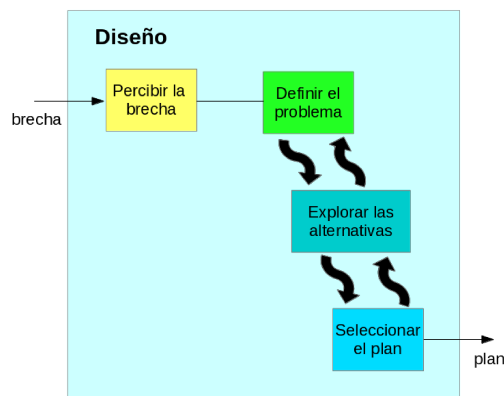 Diseño
brecha
Percibir la
brecha
Definir el
problema
Explorar las
alternativas
Seleccionar
el plan
plan